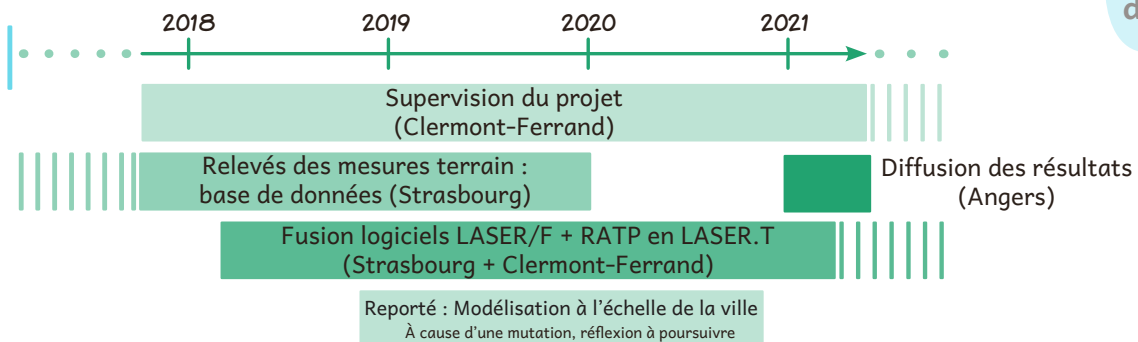 2018 2019 2020 2021
d
Supervision du projet
(Clermont-Ferrand)
Relevés des mesures terrain :
base de données (Strasbourg)
Diffusion des résultats
(Angers)
Fusion logiciels LASER/F + RATP en LASER.T
(Strasbourg + Clermont-Ferrand)
Reporté : Modélisation à l'échelle de la ville
À cause d'une mutation, réflexion à poursuivre